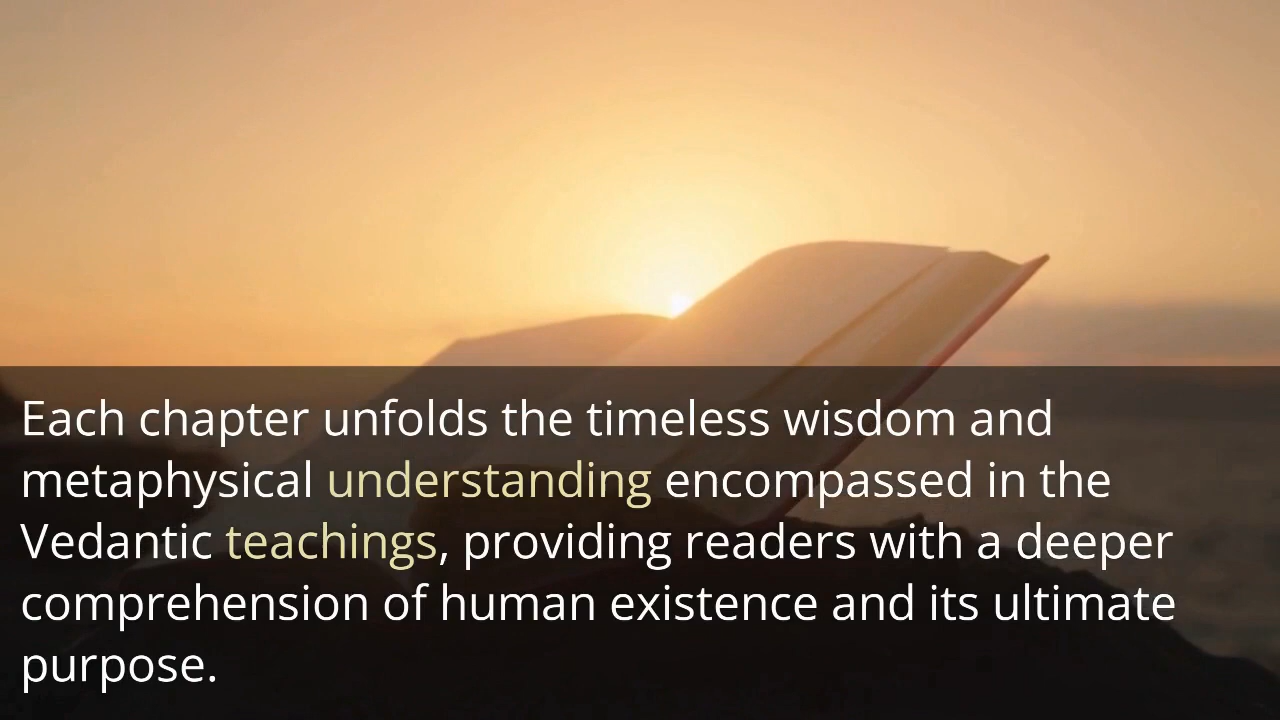 Each chapter unfolds the timeless wisdom and
metaphysical understanding encompassed in the
Vedantic teachings, providing readers with a deeper
comprehension of human existence and its ultimate
purpose.